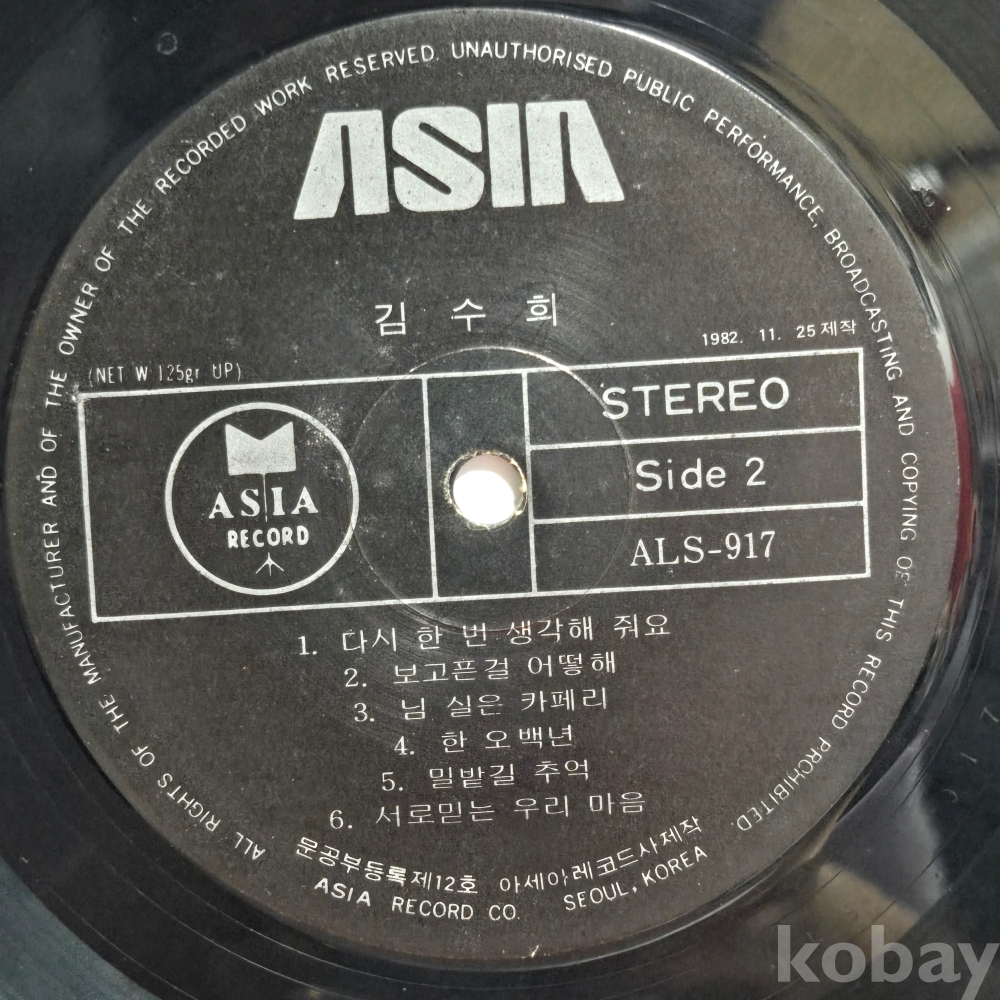 ALL RIGHTS OF THE MANUFACTURER AND OF THE OWNER OF THE RECORDED WORK RESERVED. UNAUTHORISED PUBLIC PERFORMANCE, BROADCASTING AND COPYING OF THIS RECORD PROHIBITED
ASIA
김수희
1982. 11. 25 제작
(NET W 125gr UP)
STEREO
ASIA
RECORD
Side 2
ALS-917
1. 다시 한 번 생각해 줘요
2. 보고픈걸 어떻해
3. 님 실은 카페리
4. 한 오백년
5. 밀밭길 추억
6. 서로믿는 우리 마음
문공부등록제12호 아세아레코드사제작
ASIA RECORD CO. SEOUL, KOREA
kobay